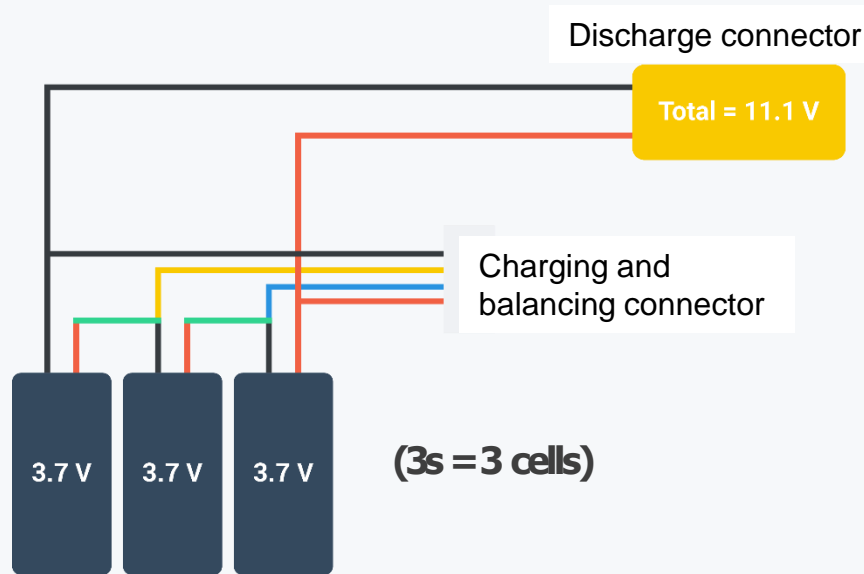 Discharge connector
Total = 11.1 V
Charging and
balancing connector
3.7 V
3.7 V
3.7 V
(3s = 3 cells)